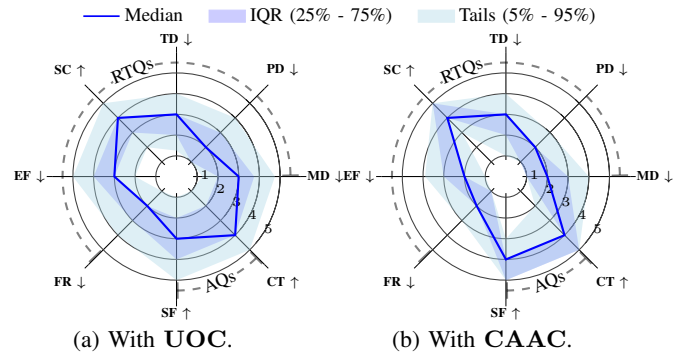 Median IQR (25% - 75%) Tails (5% - 95%)
TD ↓ TD ↓
SC ↑ RTQs PD ↓ SC ↑ RTQs PD ↓
EF ↓ 1 2 3 4 5 MD ↓ EF ↓ 1 2 3 4 5 MD ↓
FR ↓ AQs CT ↑ FR ↓ AQs CT ↑
SF ↑ SF ↑
(a) With UOC. (b) With CAAC.